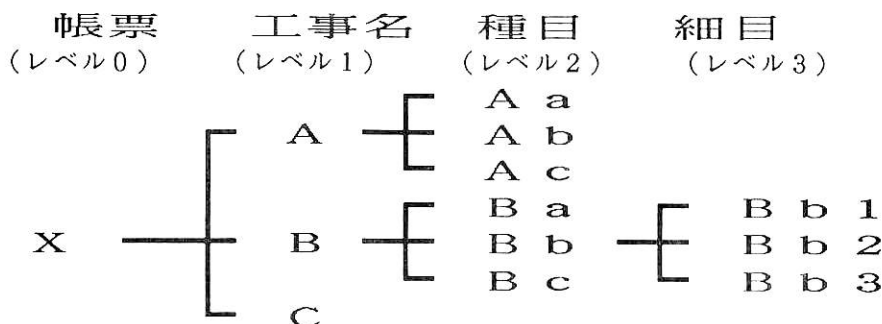 帳票 工事名 種目 細目
(レベル0) (レベル1) (レベル2) (レベル3)
A a
A A b
A c
B a B b 1
X B B b B b 2
B c B b 3
C